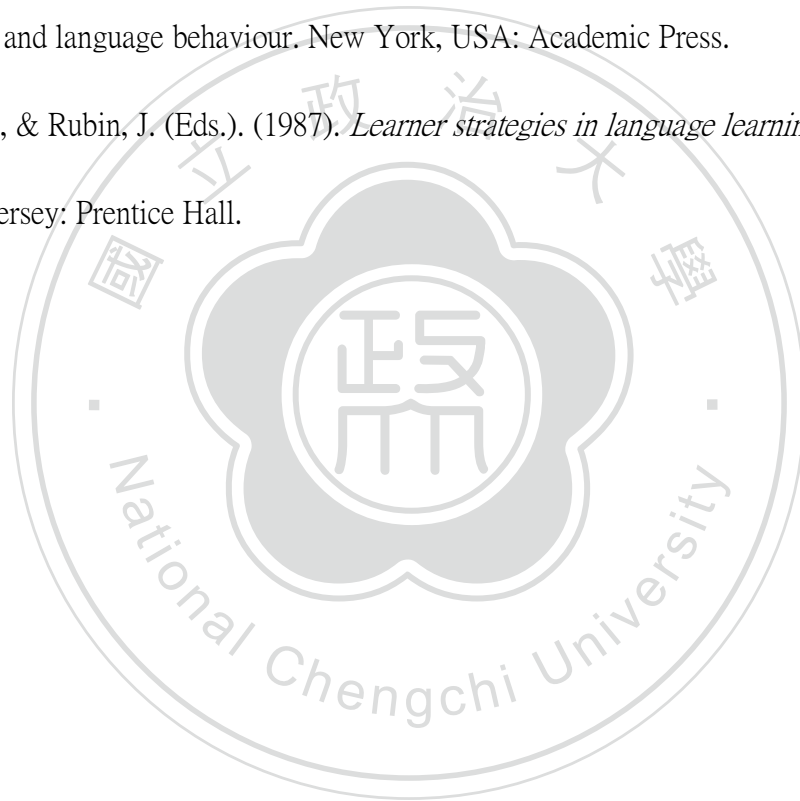 and language behaviour. New York, USA: Academic Press.
, & Rubin, J. (Eds.). (1987). Learner strategies in language learnin
ersey: Prentice Hall.
國立政治大學
政
National Chengchi University